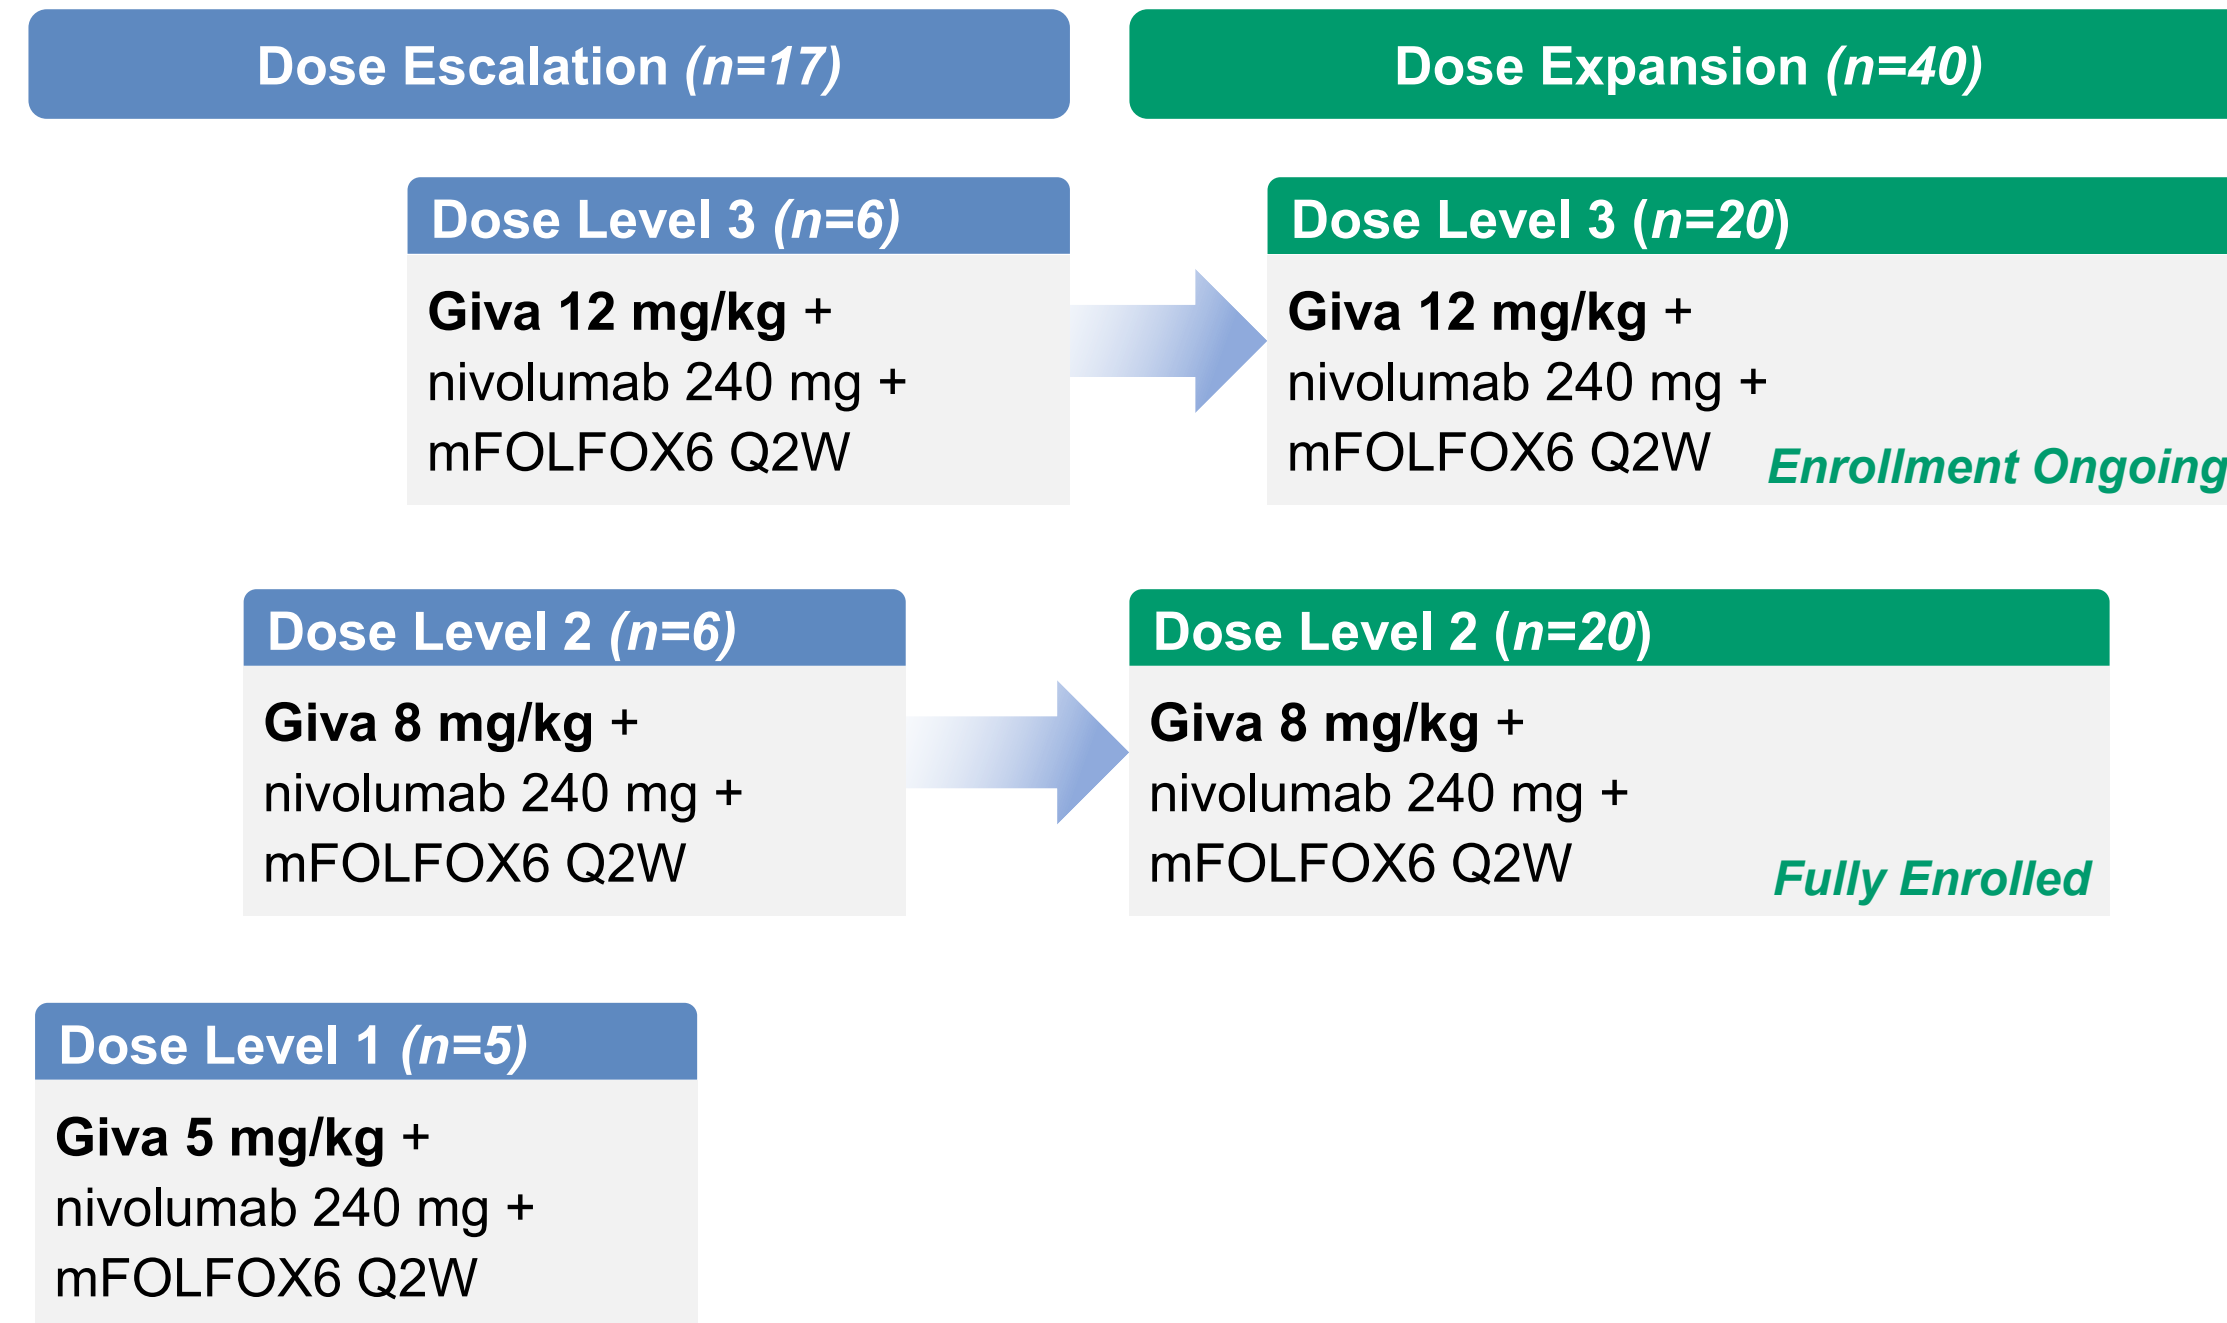 Dose Escalation (n=17)
Dose Expansion (n=40)
Dose Level 3 (n=6)
Giva 12 mg/kg +
nivolumab 240 mg +
mFOLFOX6 Q2W
Dose Level 3 (n=20)
Giva 12 mg/kg +
nivolumab 240 mg +
mFOLFOX6 Q2W
Enrollment Ongoing
Dose Level 2 (n=6)
Giva 8 mg/kg +
nivolumab 240 mg +
mFOLFOX6 Q2W
Dose Level 2 (n=20)
Giva 8 mg/kg +
nivolumab 240 mg +
mFOLFOX6 Q2W
Fully Enrolled
Dose Level 1 (n=5)
Giva 5 mg/kg +
nivolumab 240 mg +
mFOLFOX6 Q2W